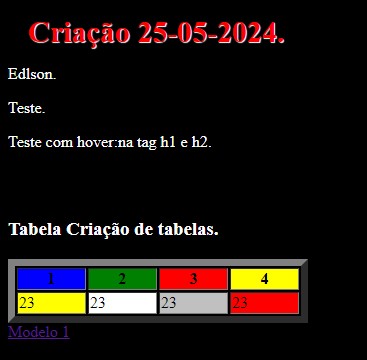 Criação 25-05-2024.
Edlson.
Teste.
Teste com hover:na tag h1 e h2.
Tabela Criação de tabelas.
1 2 3 4
23 23 23 23
Modelo 1